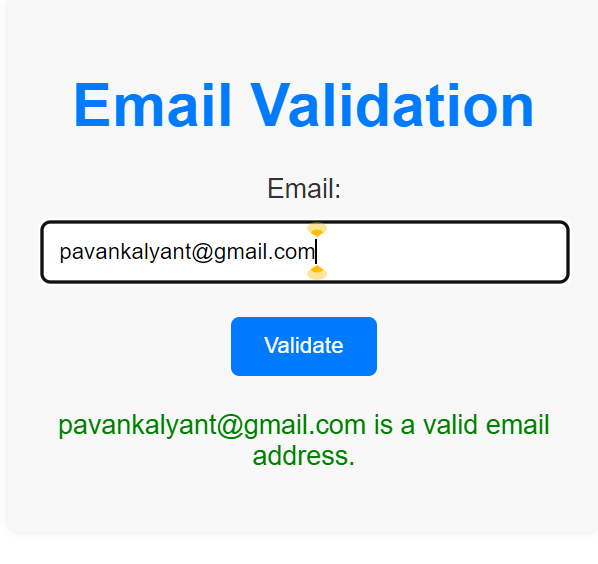 Email Validation
Email:
pavankalyant@gmail.com
Validate
pavankalyant@gmail.com is a valid email
address.